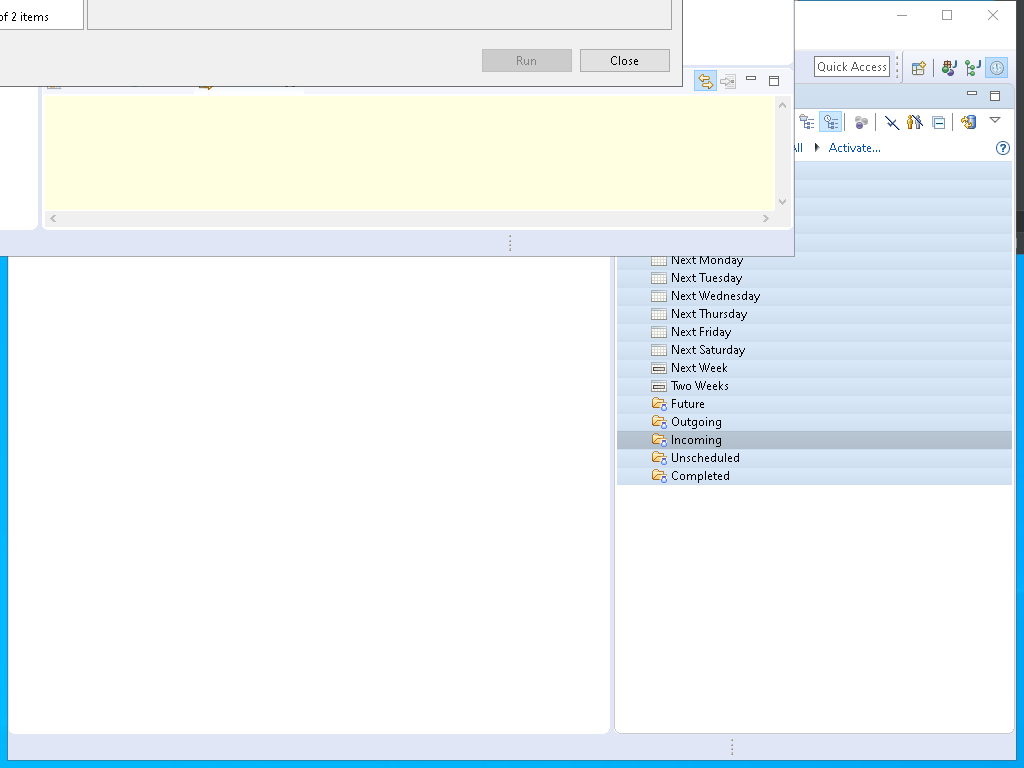 of 2 items
Run
Close
Quick Access
Activate...
Next Monday
Next Tuesday
Next Wednesday
Next Thursday
Next Friday
Next Saturday
Next Week
Two Weeks
Future
Outgoing
Incoming
Unscheduled
Completed